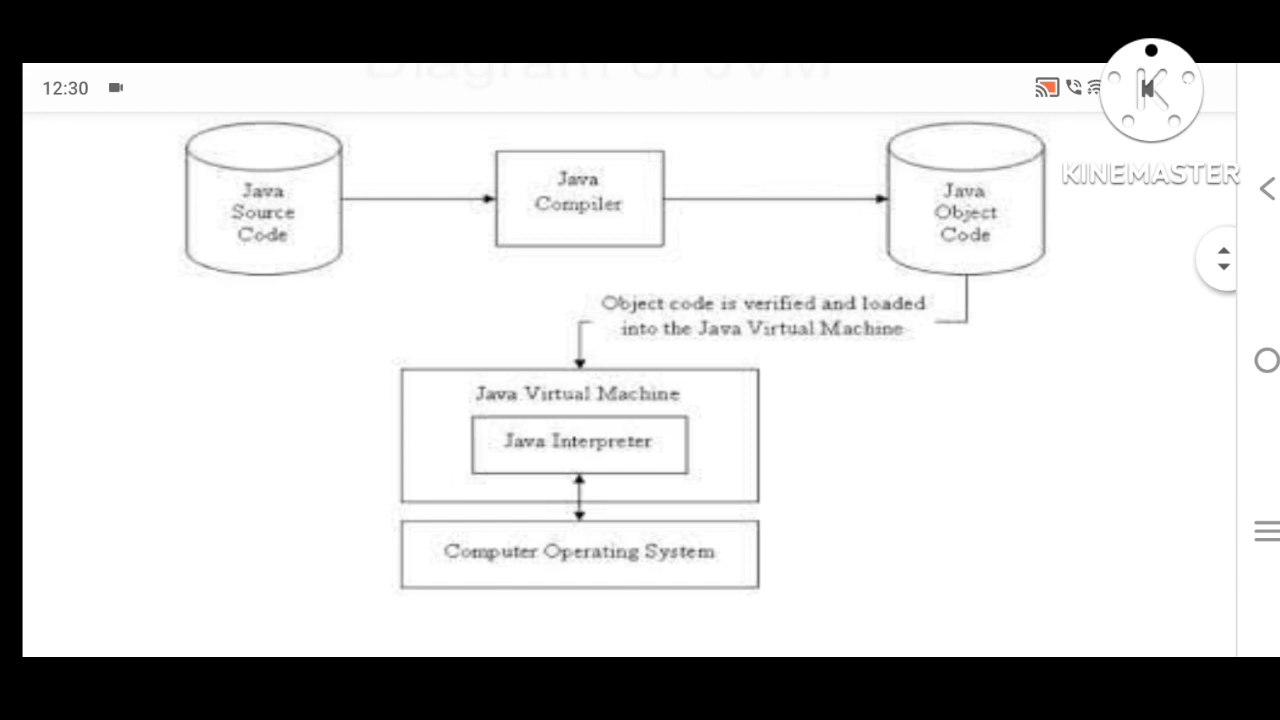 Diagram of JVM
12:30
KINEMASTER
Java
Source
Code
Java
Compiler
Java
Object
Code
Object code is verified and loaded
into the Java Virtual Machine
Java Virtual Machine
Java Interpreter
Computer Operating System